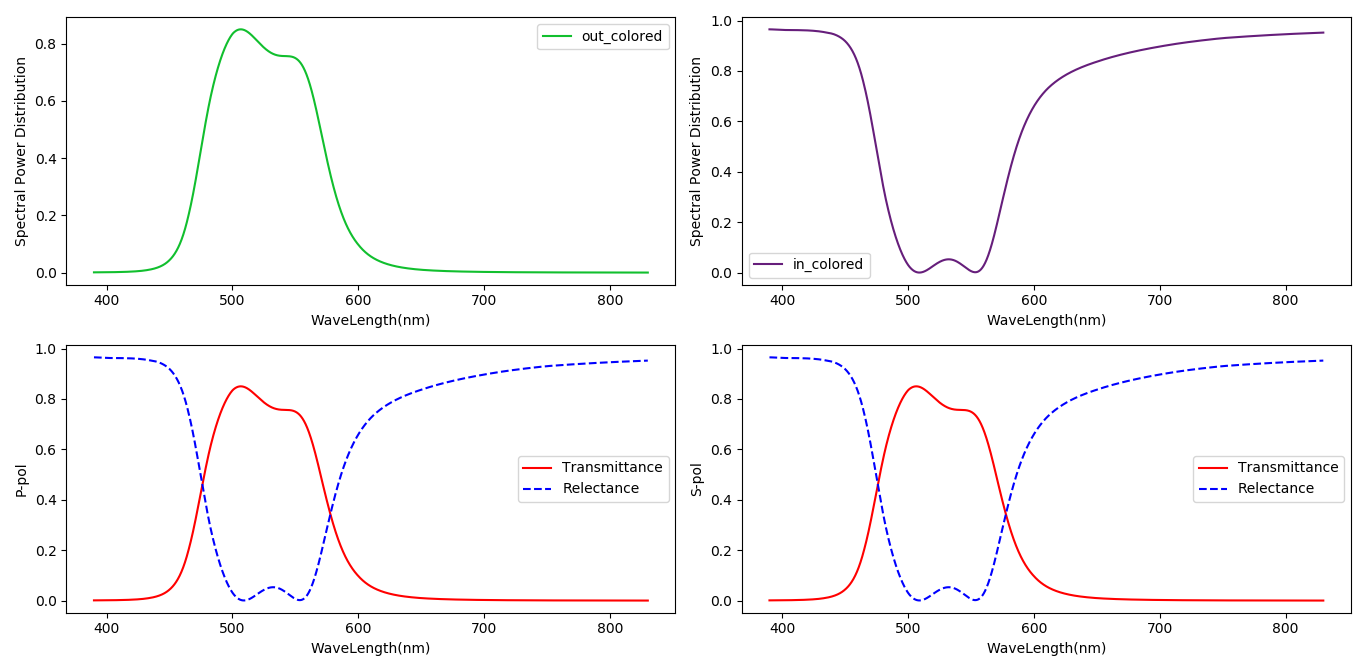 out_colored
Spectral Power Distribution
0.0
0.2
0.4
0.6
0.8
400 500 600 700 800
WaveLength(nm)
in_colored
Spectral Power Distribution
0.0
0.2
0.4
0.6
0.8
1.0
400 500 600 700 800
WaveLength(nm)
Transmittance
Relectance
P-pol
0.0
0.2
0.4
0.6
0.8
1.0
400 500 600 700 800
WaveLength(nm)
Transmittance
Relectance
S-pol
0.0
0.2
0.4
0.6
0.8
1.0
400 500 600 700 800
WaveLength(nm)